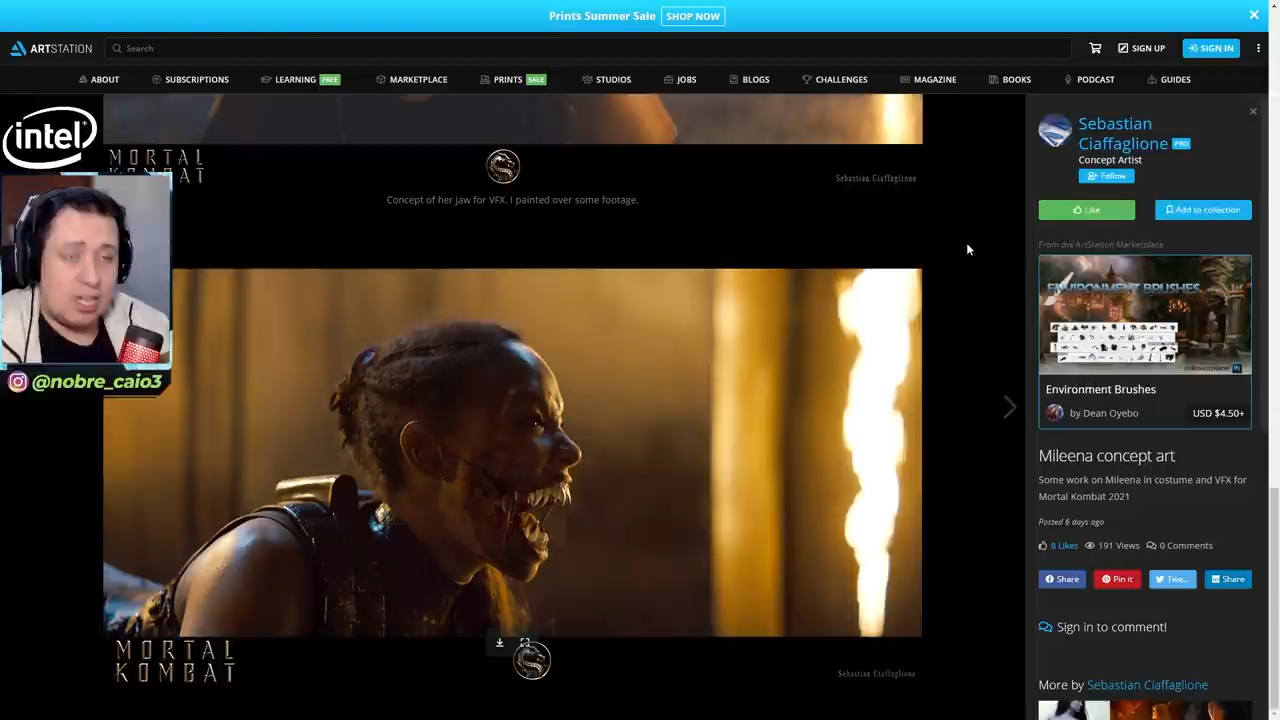 Prints Summer Sale SHOP NOW
ARTSTATION Search SIGN UP SIGN IN
ABOUT SUBSCRIPTIONS LEARNING FREE MARKETPLACE PRINTS SALE STUDIOS JOBS BLOGS CHALLENGES MAGAZINE BOOKS PODCAST GUIDES
intel
MORTAL
KOMBAT
Sebastian Ciaffaglione
Concept of her jaw for VFX. I painted over some footage.
@nobre_caio3
MORTAL
KOMBAT
Sebastian Ciaffaglione
Sebastian
Ciaffaglione PRO
Concept Artist
Follow
Like Add to collection
From the ArtStation Marketplace
ENVIRONMENT BRUSHES
FOR PHOTOSHOP Ps
Environment Brushes
by Dean Oyebo USD $4.50+
Mileena concept art
Some work on Mileena in costume and VFX for
Mortal Kombat 2021
Posted 6 days ago
8 Likes 191 Views 0 Comments
Share Pin it Twe... Share
Sign in to comment!
More by Sebastian Ciaffaglione